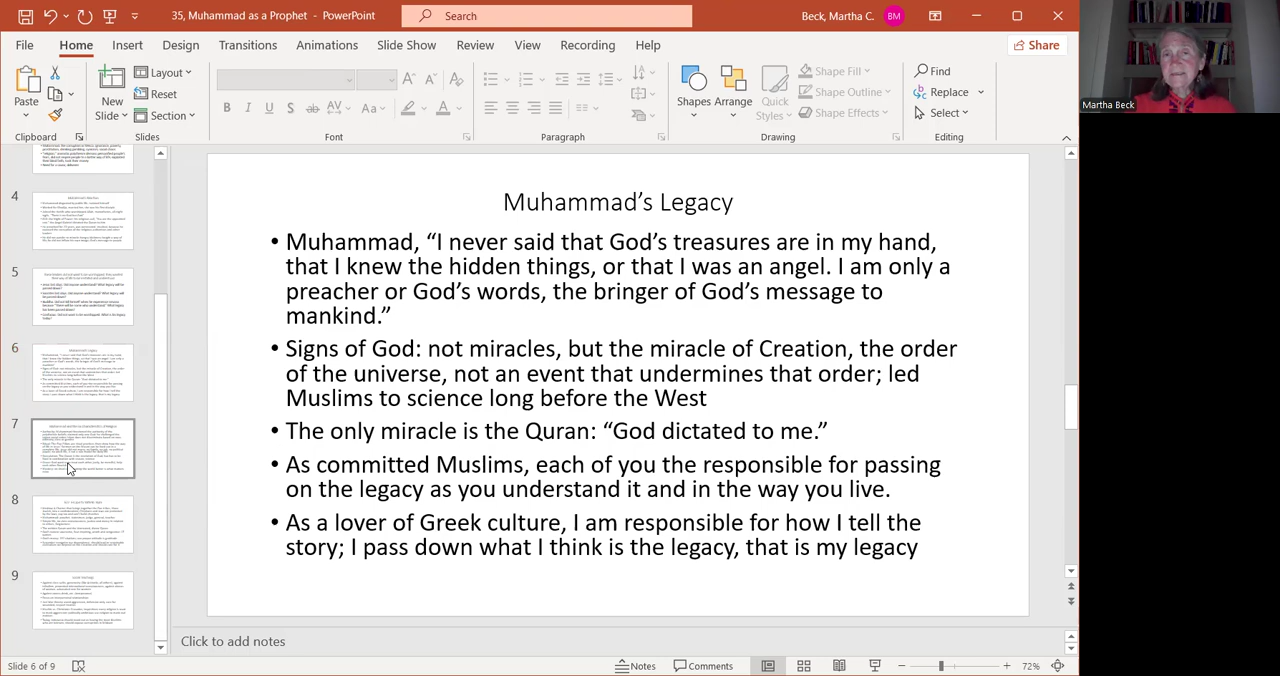 35, Muhammad as a Prophet - PowerPoint
Search
Beck, Martha C.
BM
File Home Insert Design Transitions Animations Slide Show Review View Recording Help
Share
Paste
New
Slide
Layout
Reset
Section
Shapes
Arrange
Quick
Styles
Shape Fill
Shape Outline
Shape Effects
Find
Replace
Select
Clipboard Slides Font Paragraph Drawing Editing
Martha Beck
4
5
6
7
8
9
Muhammad's Legacy
• Muhammad, “I never said that God's treasures are in my hand,
that I knew the hidden things, or that I was an angel. I am only a
preacher or God's words, the bringer of God's message to
mankind.”
• Signs of God: not miracles, but the miracle of Creation, the order
of the universe, not an event that undermines that order; led
Muslims to science long before the West
• The only miracle is the Quran: “God dictated to me.”
• As committed Muslims, each of you the responsible for passing
on the legacy as you understand it and in the way you live.
• As a lover of Greek culture, I am responsible for how I tell the
story; I pass down what I think is the legacy, that is my legacy
Click to add notes
Slide 6 of 9
Notes
Comments
72%